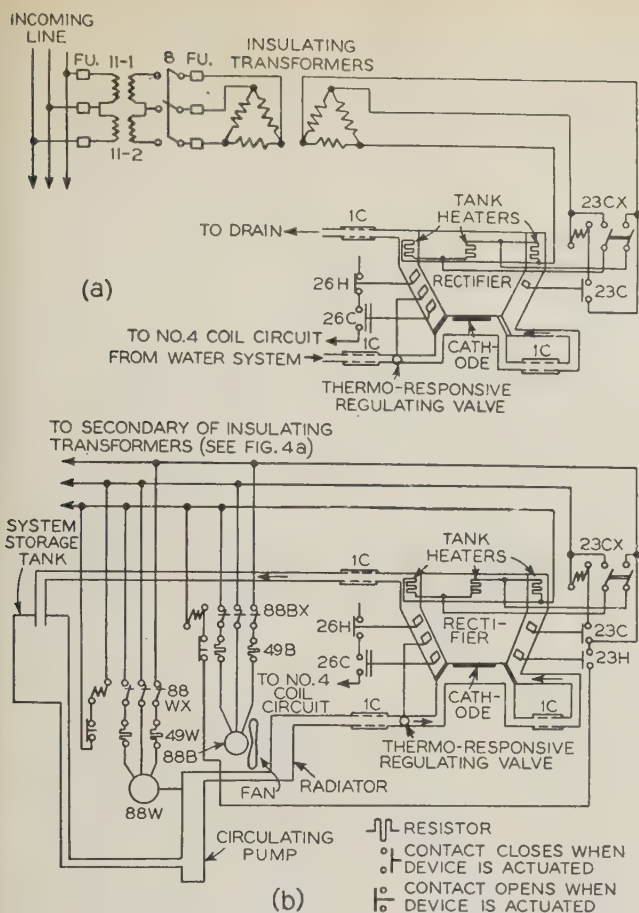 INCOMING
LINE
FU. 11-1
8 FU.
INSULATING
TRANSFORMERS
11-2
TO DRAIN
1C
TANK
HEATERS
23CX
(a)
26H
RECTIFIER
23C
26C
TO NO.4 COIL CIRCUIT
FROM WATER SYSTEM
1C
CATH-
ODE
1C
THERMO-RESPONSIVE
REGULATING VALVE
TO SECONDARY OF INSULATING
TRANSFORMERS (SEE FIG. 4a)
SYSTEM
STORAGE
TANK
1C
TANK
HEATERS
23CX
88BX
26H
RECTI-
FIER
23C
49B
26C
23H
TO NO. 4
COIL
CIRCUIT
88
WX
1C
CATH-
ODE
1C
49W
88B
THERMO-RESPONSIVE
REGULATING VALVE
FAN
RADIATOR
88W
CIRCULATING
PUMP
RESISTOR
CONTACT CLOSES WHEN
DEVICE IS ACTUATED
CONTACT OPENS WHEN
DEVICE IS ACTUATED
(b)